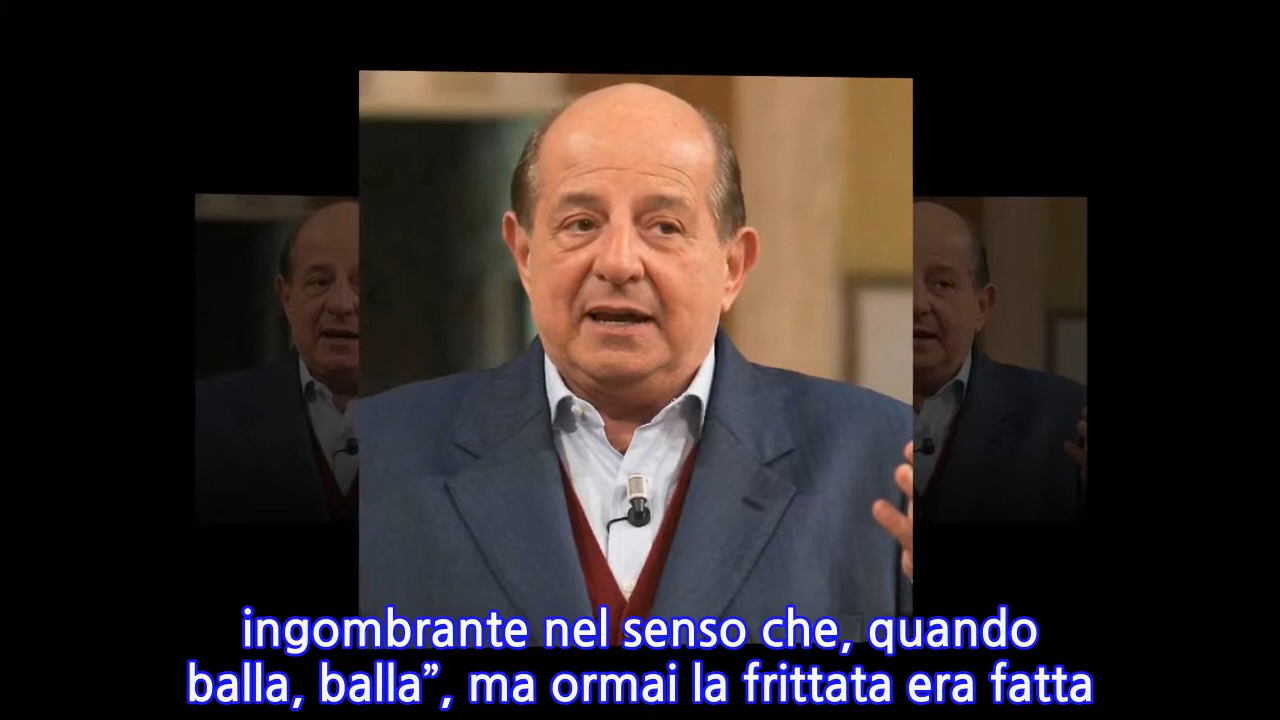 ingombrante nel senso che, quando
balla, balla”, ma ormai la frittata era fatta